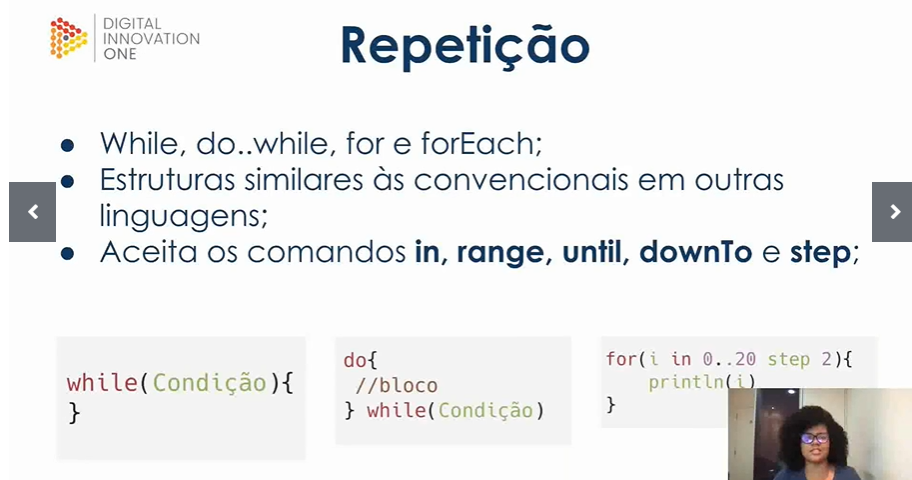 DIGITAL
INNOVATION
ONE
Repetição
● While, do..while, for e forEach;
● Estruturas similares às convencionais em outras
linguagens;
● Aceita os comandos in, range, until, downTo e step;
while(Condição){
}
do{
//bloco
} while(Condição)
for(i in 0..20 step 2){
println(i)
}